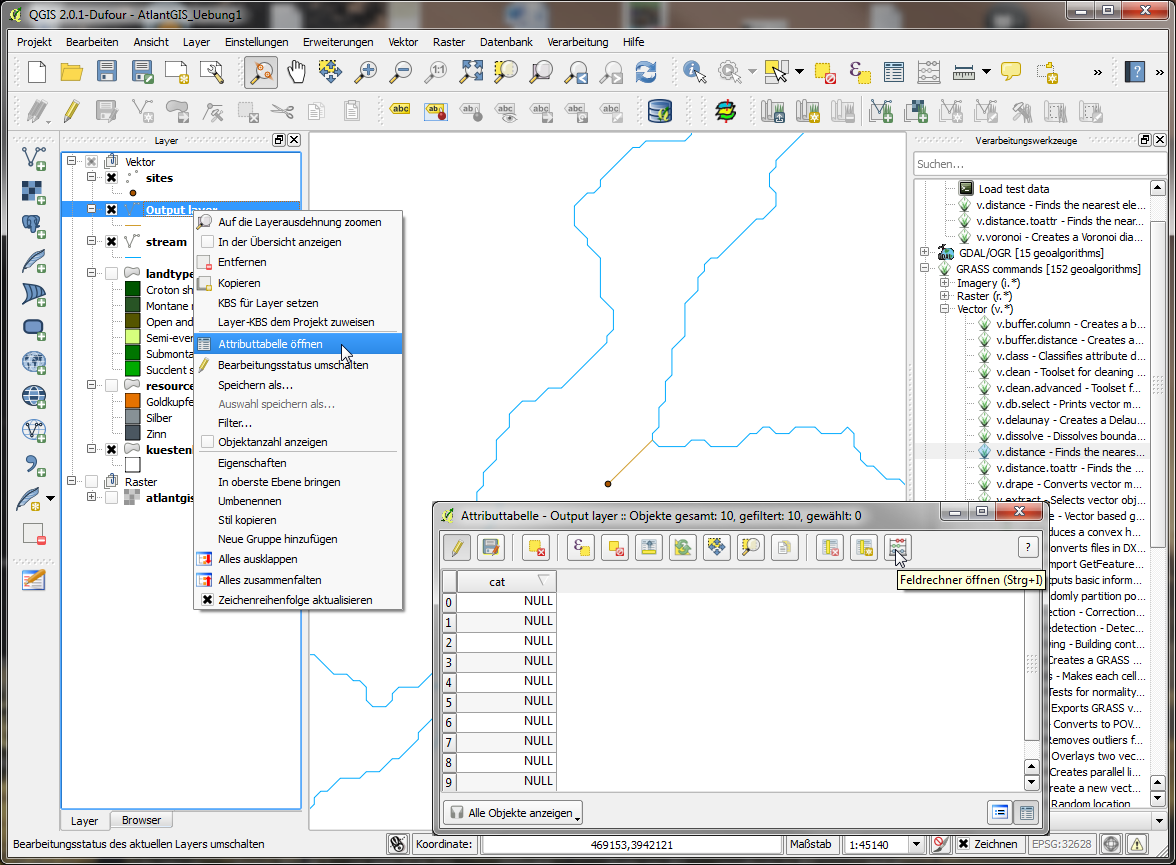 QGIS 2.0.1-Dufour - AtlantGIS_Uebung1
Projekt Bearbeiten Ansicht Layer Einstellungen Erweiterungen Vektor Raster Datenbank Verarbeitung Hilfe
Layer
Vektor
sites
Output layer
stream
landtype
Croton sh
Montane r
Open and
Semi-ever
Submonta
Succlent s
resource
Goldkupfe
Silber
Zinn
kuestenl
Raster
atlantgis
Auf die Layerausdehnung zoomen
In der Übersicht anzeigen
Entfernen
Kopieren
KBS für Layer setzen
Layer-KBS dem Projekt zuweisen
Attributtabelle öffnen
Bearbeitungsstatus umschalten
Speichern als...
Auswahl speichern als...
Filter...
Objektanzahl anzeigen
Eigenschaften
In oberste Ebene bringen
Umbenennen
Stil kopieren
Neue Gruppe hinzufügen
Alles ausklappen
Alles zusammenfalten
Zeichenreihenfolge aktualisieren
Verarbeitungswerkzeuge
Suchen...
Load test data
v.distance - Finds the nearest ele...
v.distance.toattr - Finds the near...
v.voronoi - Creates a Voronoi dia...
GDAL/OGR [15 geoalgorithms]
GRASS commands [152 geoalgorithms]
Imagery (i.*)
Raster (r.*)
Vector (v.*)
v.buffer.column - Creates a b...
v.buffer.distance - Creates a...
v.class - Classifies attribute d...
v.clean - Toolset for cleaning ...
v.clean.advanced - Toolset f...
v.db.select - Prints vector m...
v.delaunay - Creates a Delau...
v.dissolve - Dissolves bounda...
v.distance - Finds the neares...
v.distance.toattr - Finds the ...
v.drape - Converts vector m...
v.extract - Selects vector obj...
e - Vector based g...
oduces a convex h...
nverts files in DX...
mport GetFeature...
tputs basic inform...
domly partition po...
ection - Correction...
edetection - Detec...
ing - Building cont...
Creates a GRASS ...
s - Makes each cell...
Tests for normality...
Exports GRASS v...
Converts to POV...
Removes outliers f...
Overlays two vec...
Creates parallel li...
Create a new vect...
Random location
Attributtabelle - Output layer :: Objekte gesamt: 10, gefiltert: 10, gewählt: 0
?
Feldrechner öffnen (Strg+I)
cat
0 NULL
1 NULL
2 NULL
3 NULL
4 NULL
5 NULL
6 NULL
7 NULL
8 NULL
9 NULL
Alle Objekte anzeigen
Layer Browser
Bearbeitungsstatus des aktuellen Layers umschalten
Koordinate: 469153,3942121 Maßstab 1:45140 Zeichnen EPSG:32628